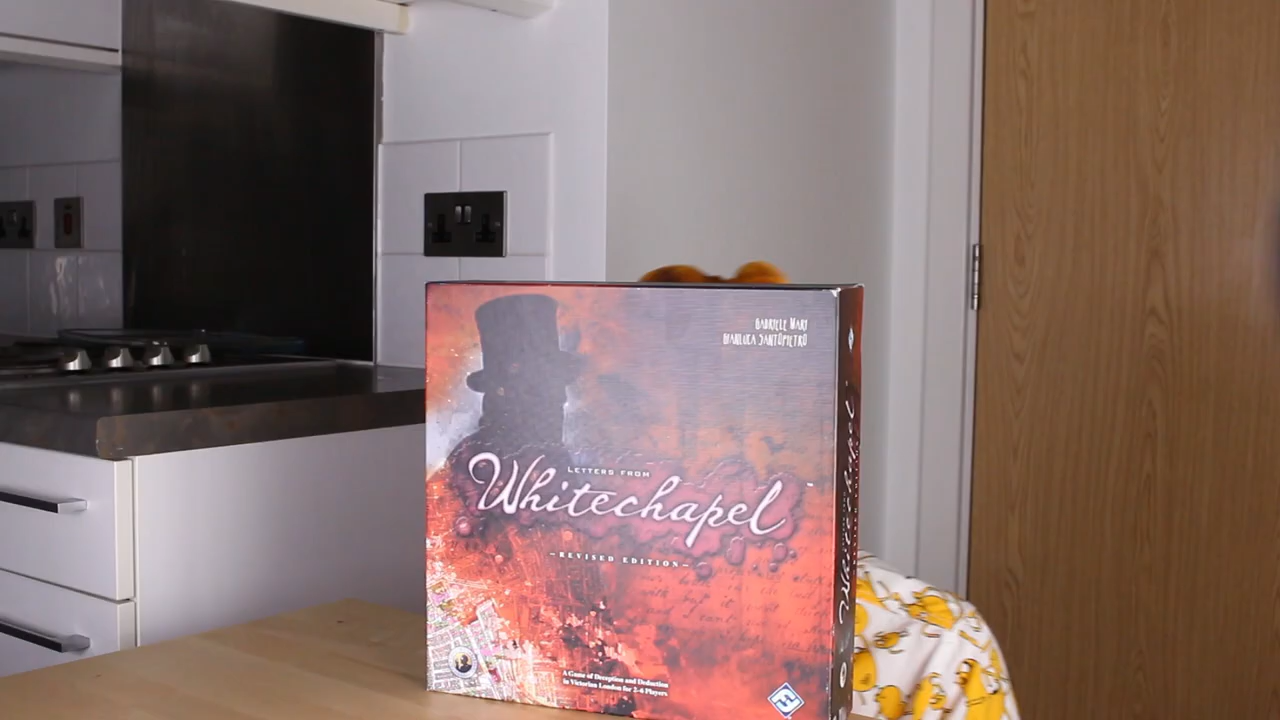 GABRIELE MARI
GIANLUCA SANTOPIETRO
LETTERS FROM
Whitechapel
-REVISED EDITION-
A Game of Deception and Deduction
in Victorian London for 2-6 Players
Whitechapel